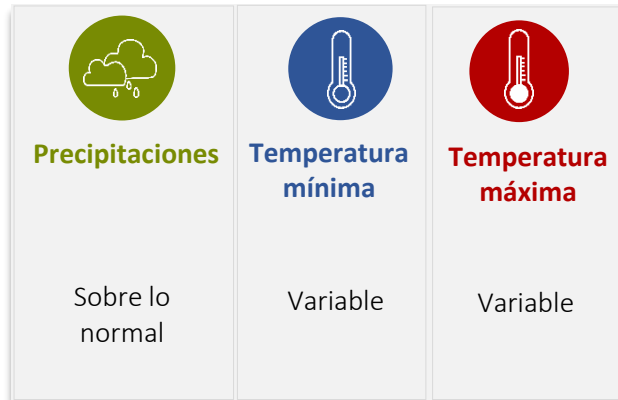 Precipitaciones
Temperatura
mínima
Temperatura
máxima
Sobre lo
normal
Variable
Variable